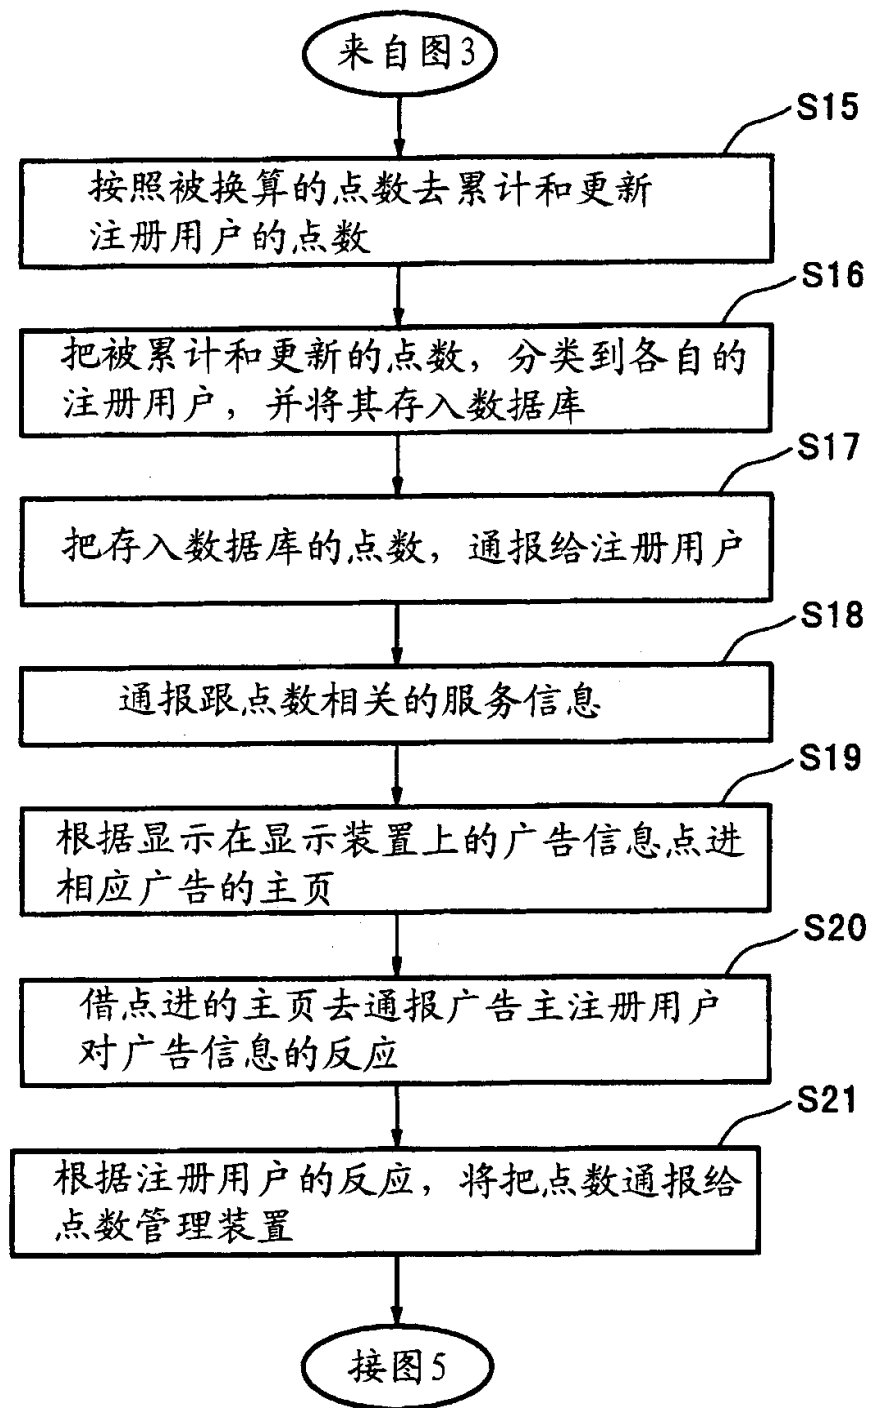 来自图3
S15
按照被换算的点数去累计和更新
注册用户的点数
S16
把被累计和更新的点数，分类到各自的
注册用户，并将其存入数据库
S17
把存入数据库的点数，通报给注册用户
S18
通报跟点数相关的服务信息
S19
根据显示在显示装置上的广告信息点进
相应广告的主页
S20
借点进的主页去通报广告主注册用户
对广告信息的反应
S21
根据注册用户的反应，将把点数通报给
点数管理装置
接图5